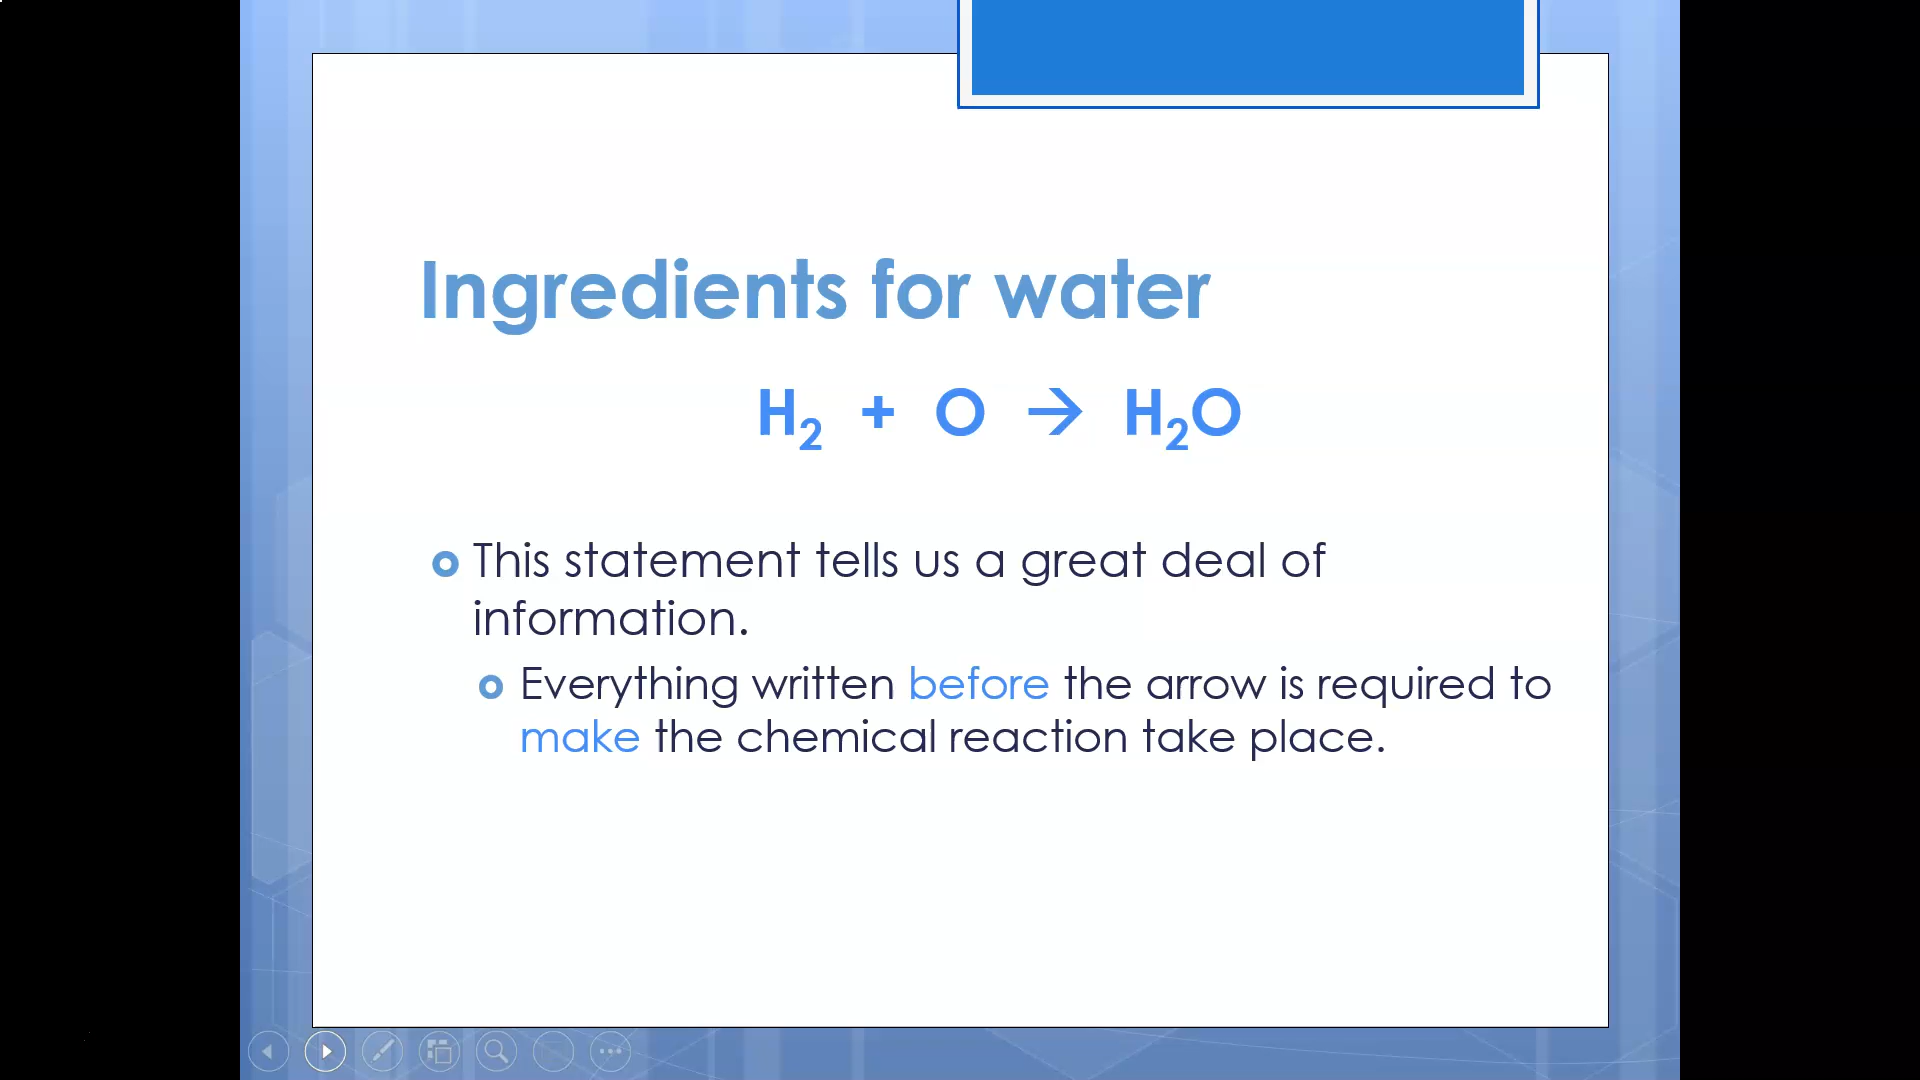 Ingredients for water
H₂ + O → H₂O
This statement tells us a great deal of
information.
Everything written before the arrow is required to
make the chemical reaction take place.